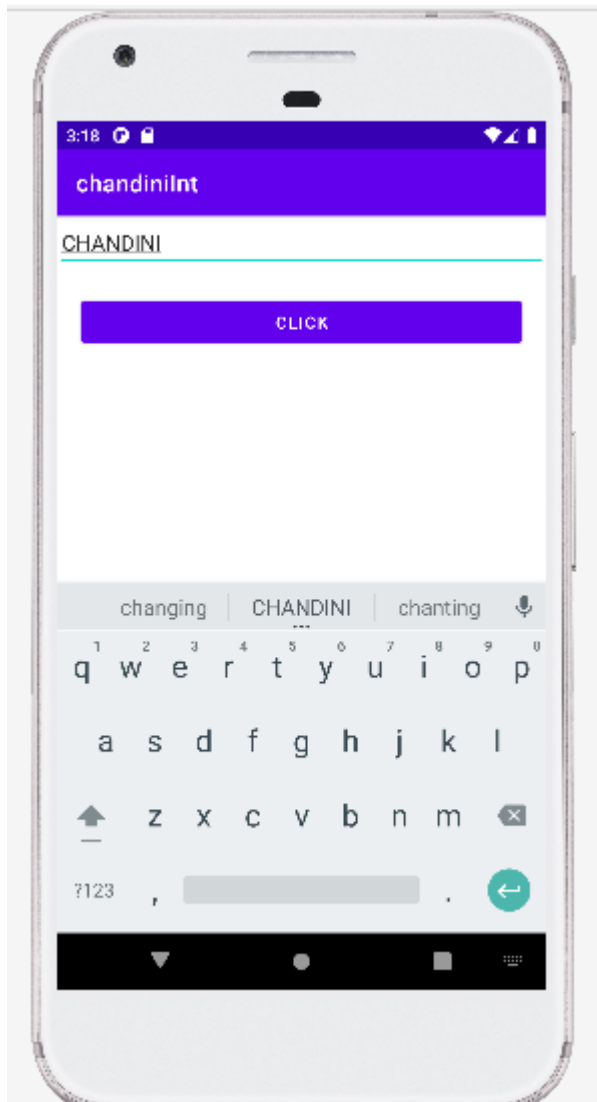 3:18
chandiniInt
CHANDINI
CLICK
changing CHANDINI chanting
1 2 3 4 5 6 7 8 9 0
q w e r t y u i o p
a s d f g h j k l
z x c v b n m
?123 , .